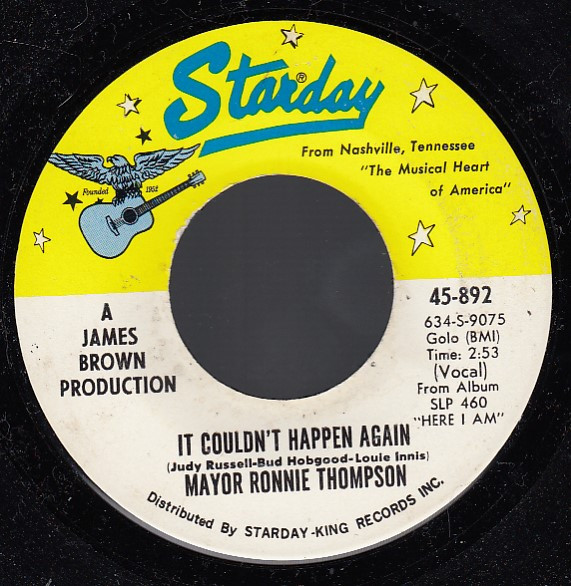 Starday®
From Nashville, Tennessee
"The Musical Heart
of America"
Founded 1952
A
JAMES
BROWN
PRODUCTION
45-892
634-S-9075
Golo (BMI)
Time: 2:53
(Vocal)
From Album
SLP 460
"HERE I AM"
IT COULDN'T HAPPEN AGAIN
(Judy Russell-Bud Hobgood-Louie Innis)
MAYOR RONNIE THOMPSON
Distributed By STARDAY-KING RECORDS INC.